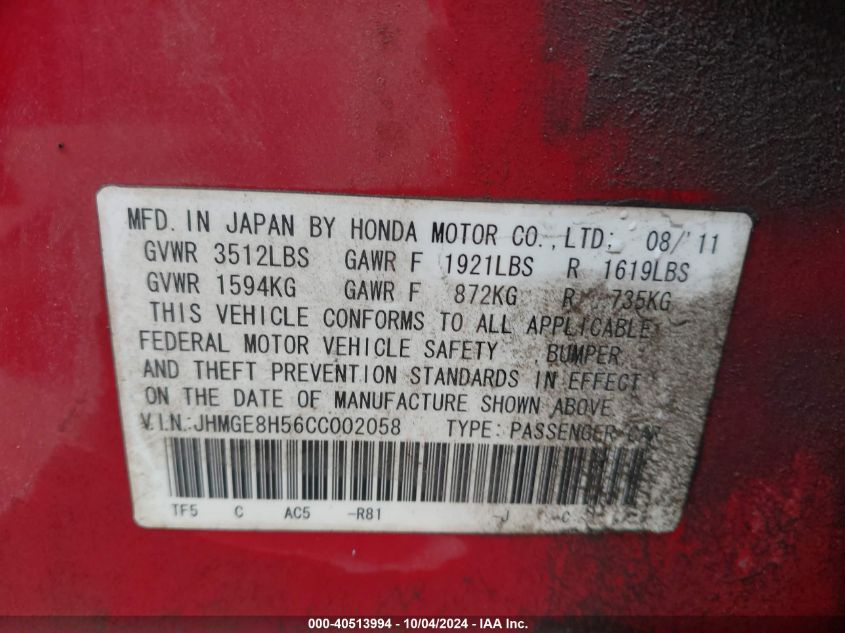 MFD. IN JAPAN BY HONDA MOTOR CO., LTD; 08/'11
GVWR 3512LBS GAWR F 1921LBS R 1619LBS
GVWR 1594KG GAWR F 872KG R 735KG
THIS VEHICLE CONFORMS TO ALL APPLICABLE
FEDERAL MOTOR VEHICLE SAFETY BUMPER
AND THEFT PREVENTION STANDARDS IN EFFECT
ON THE DATE OF MANUFACTURE SHOWN ABOVE
V.I.N.:JHMGE8H56CC002058 TYPE: PASSENGER CAR
TF5 C AC5 -R81 -J -C
000-40513994 - 10/04/2024 - IAA Inc.